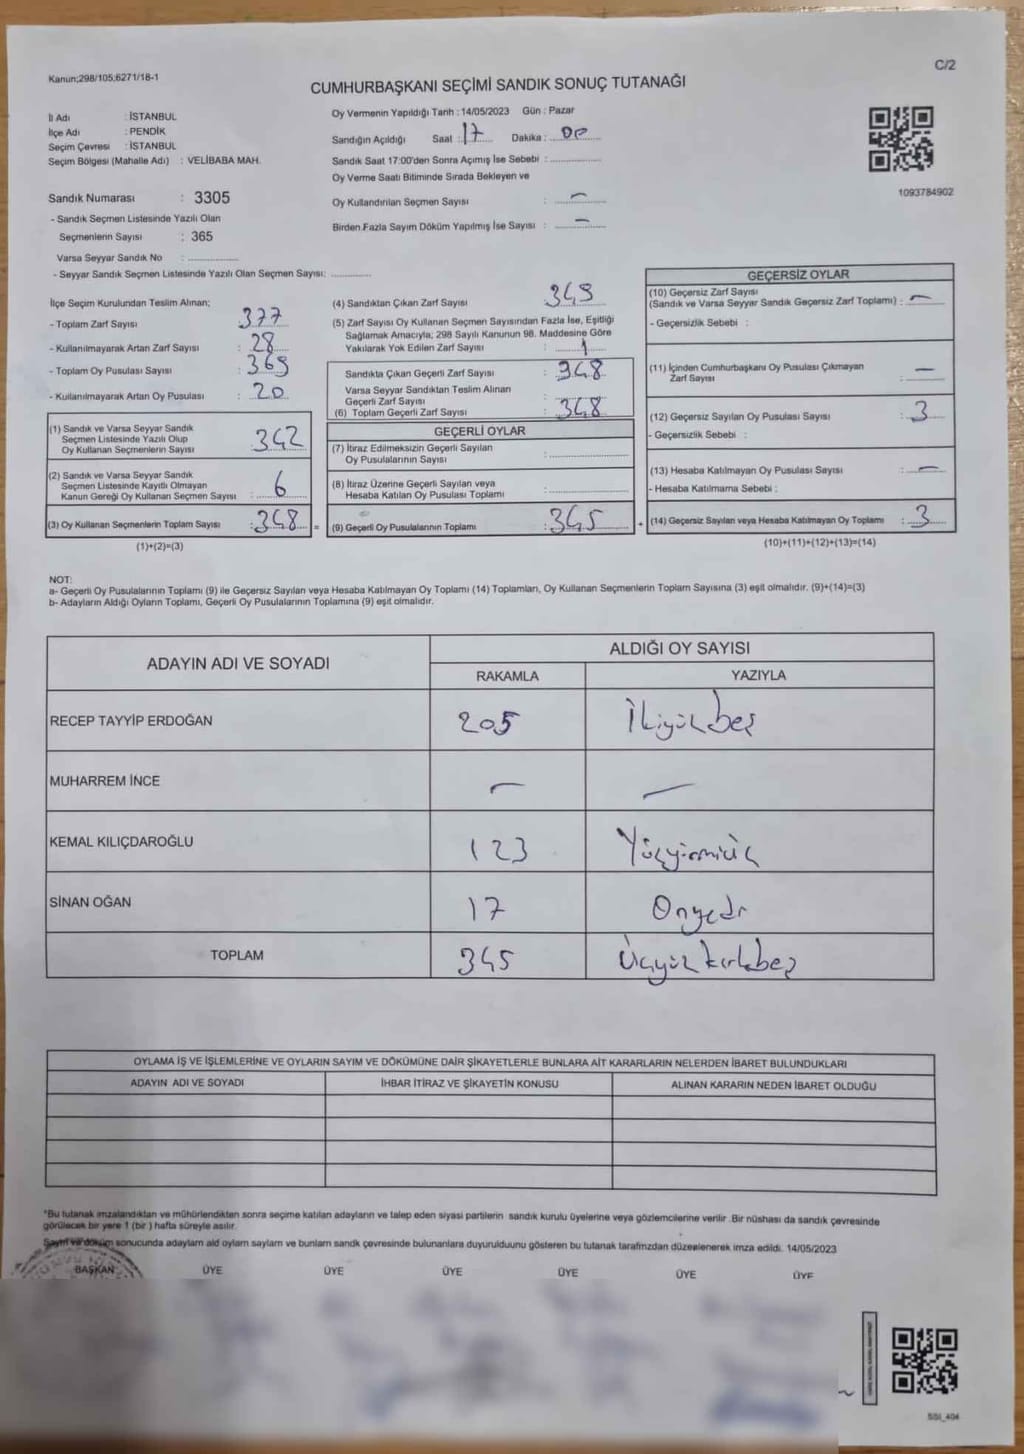 Kanun;298/105;6271/18-1
C/2
CUMHURBAŞKANI SEÇİMİ SANDIK SONUÇ TUTANAĞI
İl Adı : İSTANBUL
İlçe Adı : PENDİK
Seçim Çevresi : İSTANBUL
Seçim Bölgesi (Mahalle Adı) : VELİBABA MAH.
Oy Vermenin Yapıldığı Tarih : 14/05/2023 Gün : Pazar
Sandığın Açıldığı Saat : 17 Dakika : 00
Sandık Saat 17:00'den Sonra Açımış İse Sebebi :
Oy Verme Saati Bitiminde Sırada Bekleyen ve
Oy Kullandırılan Seçmen Sayısı : —
Birden Fazla Sayım Döküm Yapılmış İse Sayısı : —
1093784902
Sandık Numarası : 3305
- Sandık Seçmen Listesinde Yazılı Olan
Seçmenlerin Sayısı : 365
Varsa Seyyar Sandık No :
- Seyyar Sandık Seçmen Listesinde Yazılı Olan Seçmen Sayısı:
İlçe Seçim Kurulundan Teslim Alınan;
- Toplam Zarf Sayısı : 377
- Kullanılmayarak Artan Zarf Sayısı : 28
- Toplam Oy Pusulası Sayısı : 365
- Kullanılmayarak Artan Oy Pusulası : 20
(1) Sandık ve Varsa Seyyar Sandık
Seçmen Listesinde Yazılı Olup
Oy Kullanan Seçmenlerin Sayısı : 342
(2) Sandık ve Varsa Seyyar Sandık
Seçmen Listesinde Kayıtlı Olmayan
Kanun Gereği Oy Kullanan Seçmen Sayısı : 6
(3) Oy Kullanan Seçmenlerin Toplam Sayısı : 348 =
(1)+(2)=(3)
(4) Sandıktan Çıkan Zarf Sayısı : 349
(5) Zarf Sayısı Oy Kullanan Seçmen Sayısından Fazla İse, Eşitliği
Sağlamak Amacıyla; 298 Sayılı Kanunun 98. Maddesine Göre
Yakılarak Yok Edilen Zarf Sayısı : 1
Sandıkta Çıkan Geçerli Zarf Sayısı : 348
Varsa Seyyar Sandıktan Teslim Alınan
Geçerli Zarf Sayısı :
(6) Toplam Geçerli Zarf Sayısı : 348
GEÇERLİ OYLAR
(7) İtiraz Edilmeksizin Geçerli Sayılan
Oy Pusulalarının Sayısı :
(8) İtiraz Üzerine Geçerli Sayılan veya
Hesaba Katılan Oy Pusulası Toplamı :
(9) Geçerli Oy Pusulalarının Toplamı : 345 +
GEÇERSİZ OYLAR
(10) Geçersiz Zarf Sayısı
(Sandık ve Varsa Seyyar Sandık Geçersiz Zarf Toplamı) : —
- Geçersizlik Sebebi :
(11) İçinden Cumhurbaşkanı Oy Pusulası Çıkmayan
Zarf Sayısı : —
(12) Geçersiz Sayılan Oy Pusulası Sayısı : 3
- Geçersizlik Sebebi :
(13) Hesaba Katılmayan Oy Pusulası Sayısı : —
- Hesaba Katılmama Sebebi :
(14) Geçersiz Sayılan veya Hesaba Katılmayan Oy Toplamı : 3
(10)+(11)+(12)+(13)=(14)
NOT:
a- Geçerli Oy Pusulalarının Toplamı (9) ile Geçersiz Sayılan veya Hesaba Katılmayan Oy Toplamı (14) Toplamları, Oy Kullanan Seçmenlerin Toplam Sayısına (3) eşit olmalıdır. (9)+(14)=(3)
b- Adayların Aldığı Oyların Toplamı, Geçerli Oy Pusulalarının Toplamına (9) eşit olmalıdır.
ADAYIN ADI VE SOYADI
ALDIĞI OY SAYISI
RAKAMLA YAZIYLA
RECEP TAYYİP ERDOĞAN 205 İkiyüzbeş
MUHARREM İNCE — —
KEMAL KILIÇDAROĞLU 123 Yüzyirmiüç
SİNAN OĞAN 17 Onyedi
TOPLAM 345 Üçyüzkırkbeş
OYLAMA İŞ VE İŞLEMLERİNE VE OYLARIN SAYIM VE DÖKÜMÜNE DAİR ŞİKAYETLERLE BUNLARA AİT KARARLARIN NELERDEN İBARET BULUNDUKLARI
ADAYIN ADI VE SOYADI İHBAR İTİRAZ VE ŞİKAYETİN KONUSU ALINAN KARARIN NEDEN İBARET OLDUĞU
*Bu tutanak imzalandıktan ve mühürlendikten sonra seçime katılan adayların ve talep eden siyasi partilerin sandık kurulu üyelerine veya gözlemcilerine verilir .Bir nüshası da sandık çevresinde
görülecek bir yere 1 (bir ) hafta süreyle asılır.
Sayım ve döküm sonucunda adaylam ald oylam saylam ve bunlam sandk çevresinde bulunanlara duyurulduunu gösteren bu tutanak tarafmzdan düzenlenerek imza edildi. 14/05/2023
BAŞKAN ÜYE ÜYE ÜYE ÜYE ÜYE ÜYE